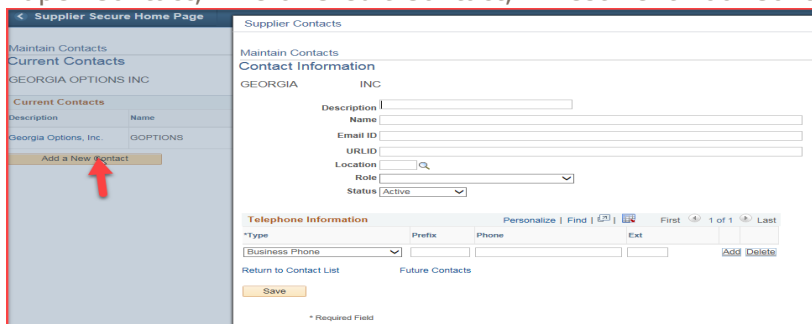 < Supplier Secure Home Page
Maintain Contacts
Current Contacts
GEORGIA OPTIONS INC
Current Contacts
Description Name
Georgia Options, Inc. GOPTIONS
Add a New Contact
Supplier Contacts
Maintain Contacts
Contact Information
GEORGIA INC
Description
Name
Email ID
URLID
Location
Role
Status Active
Telephone Information Personalize | Find | First 1 of 1 Last
*Type Prefix Phone Ext
Business Phone Add Delete
Return to Contact List Future Contacts
Save
* Required Field